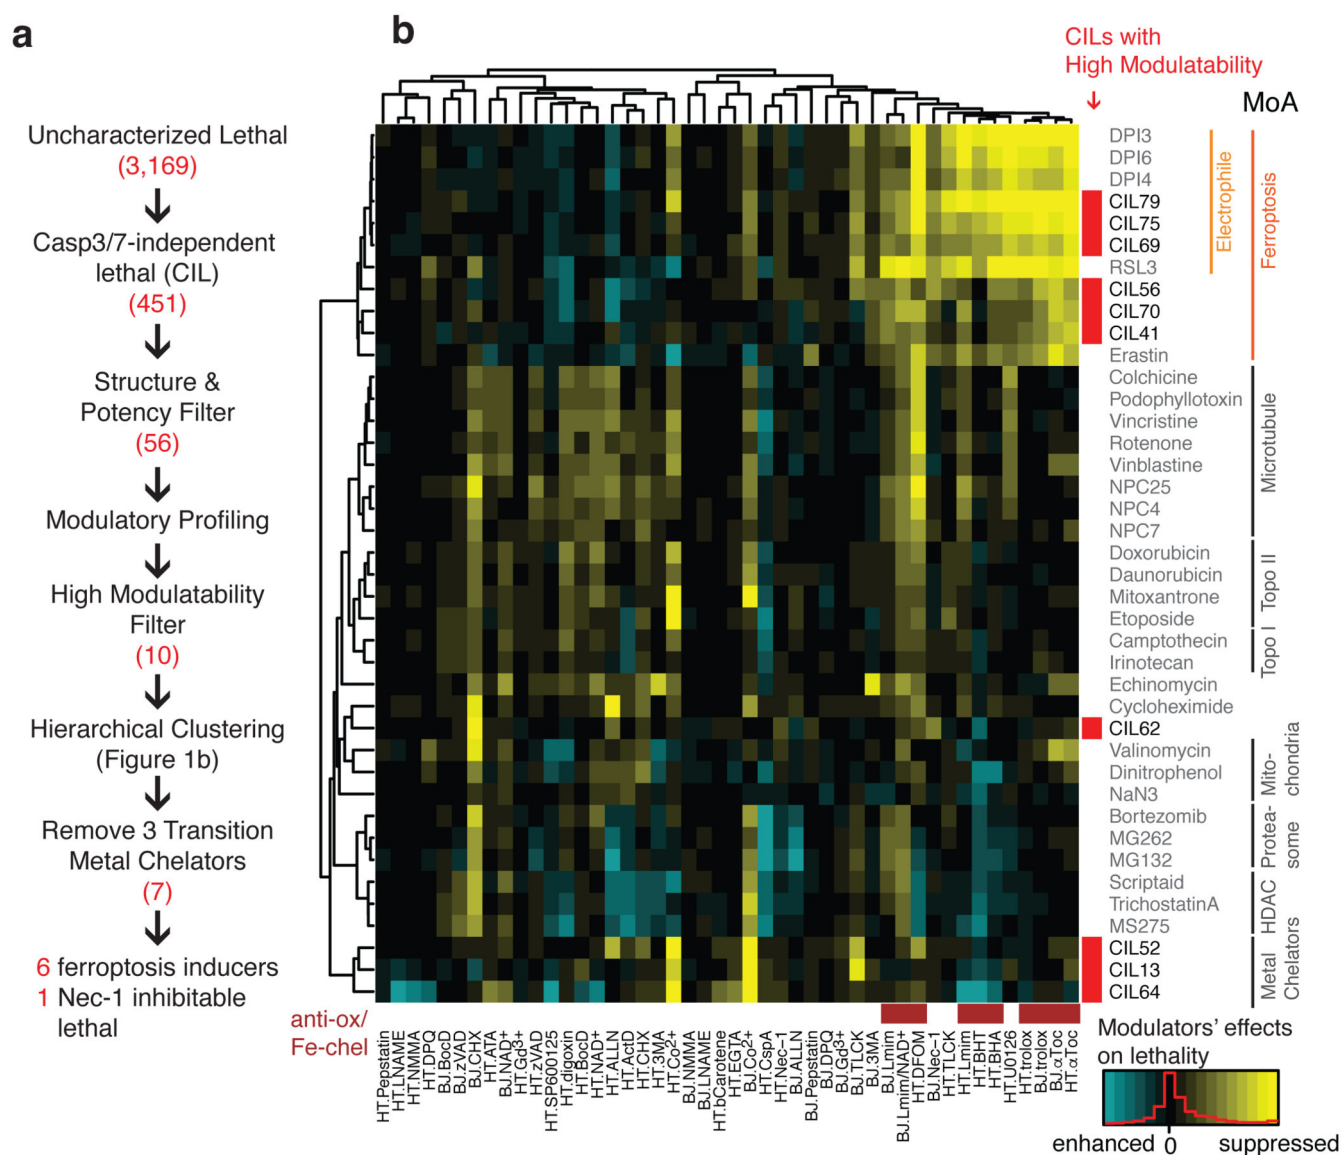 a
Uncharacterized Lethal
(3,169)
Casp3/7-independent
lethal (CIL)
(451)
Structure &
Potency Filter
(56)
Modulatory Profiling
High Modulatability
Filter
(10)
Hierarchical Clustering
(Figure 1b)
Remove 3 Transition
Metal Chelators
(7)
6 ferroptosis inducers
1 Nec-1 inhibitable
lethal
b
CILs with
High Modulatability
MoA
DPI3
DPI6
DPI4
CIL79
CIL75
CIL69
RSL3
CIL56
CIL70
CIL41
Erastin
Colchicine
Podophyllotoxin
Vincristine
Rotenone
Vinblastine
NPC25
NPC4
NPC7
Doxorubicin
Daunorubicin
Mitoxantrone
Etoposide
Camptothecin
Irinotecan
Echinomycin
Cycloheximide
CIL62
Valinomycin
Dinitrophenol
NaN3
Bortezomib
MG262
MG132
Scriptaid
TrichostatinA
MS275
CIL52
CIL13
CIL64
Electrophile
Ferroptosis
Microtubule
Topo II
Topo I
Mito-
chondria
Protea-
some
HDAC
Metal
Chelators
anti-ox/
Fe-chel
HT.Pepstatin
HT.LNAME
HT.NMMA
HT.DPQ
BJ.BocD
BJ.zVAD
BJ.CHX
HT.ATA
BJ.NAD+
HT.Gd3+
HT.zVAD
HT.SP600125
HT.digoxin
HT.BocD
HT.NAD+
HT.ALLN
HT.ActD
HT.CHX
HT.3MA
HT.Co2+
BJ.NMMA
BJ.LNAME
HT.bCarotene
HT.EGTA
BJ.Co2+
HT.CspA
HT.Nec-1
BJ.ALLN
BJ.Pepstatin
BJ.DPQ
BJ.Gd3+
BJ.TLCK
BJ.3MA
BJ.Lmim
BJ.Lmim/NAD+
HT.DFOM
BJ.Nec-1
HT.TLCK
HT.Lmim
HT.BHT
HT.BHA
HT.U0126
HT.trolox
BJ.trolox
BJ.αToc
HT.αToc
Modulators' effects
on lethality
enhanced 0 suppressed